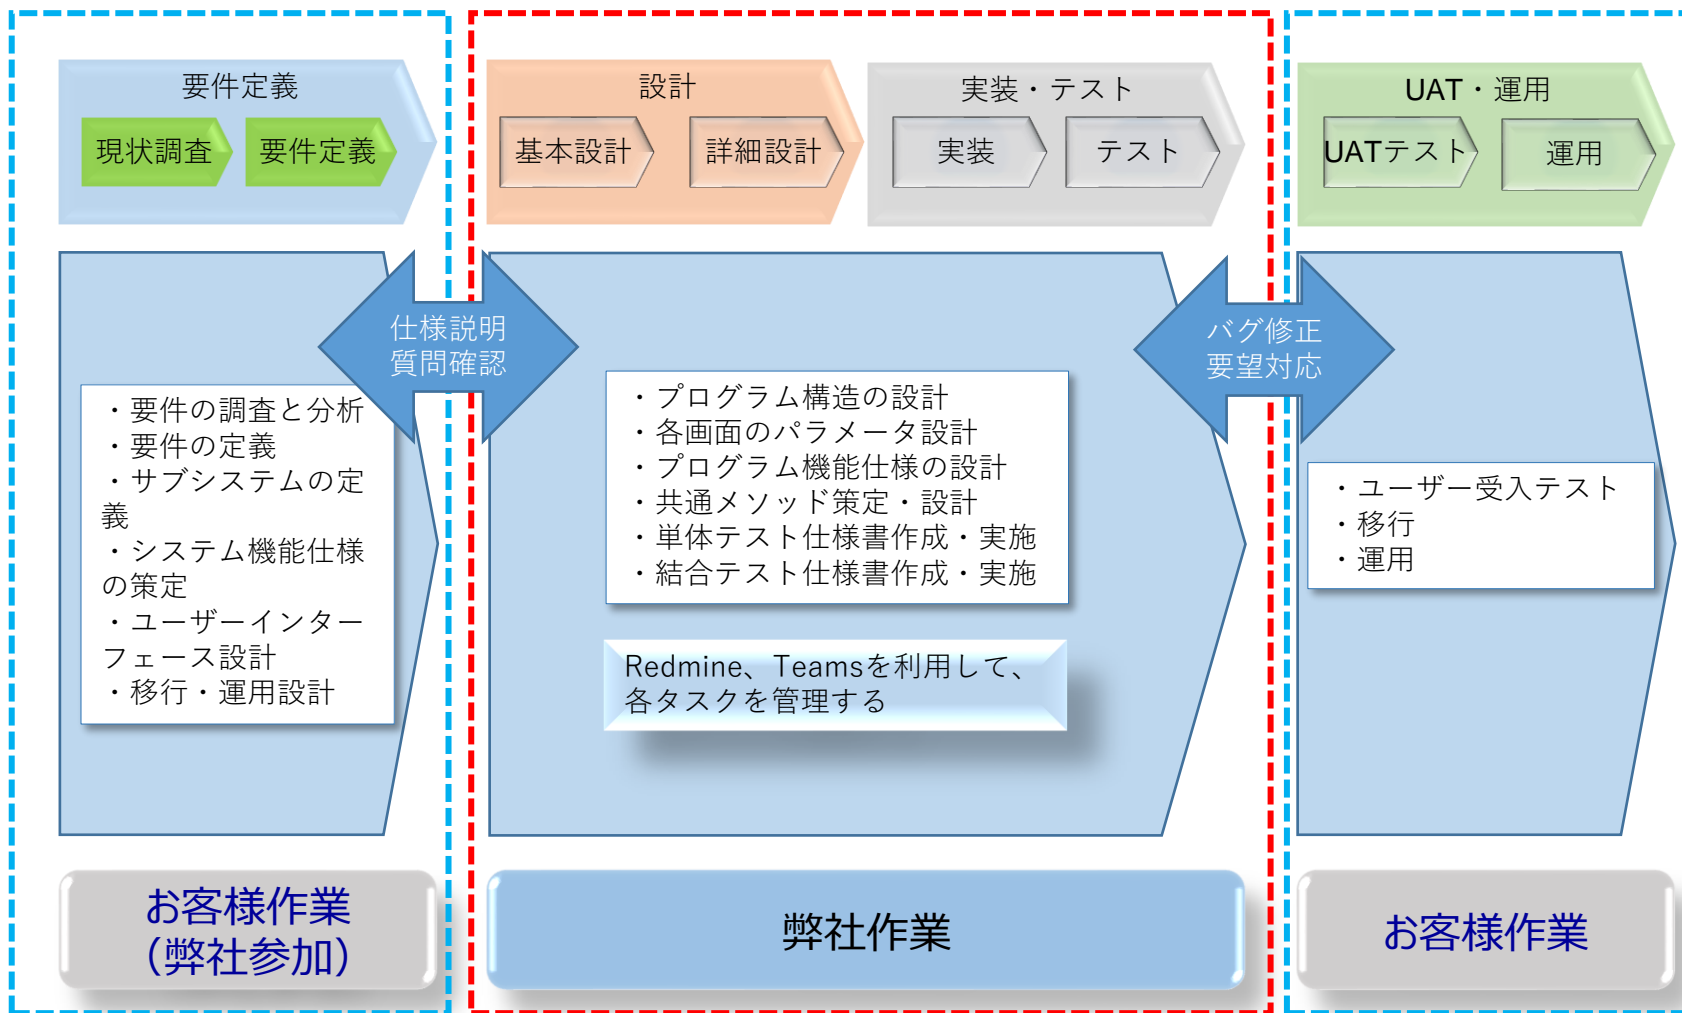 要件定義
現状調査
要件定義
設計
基本設計
詳細設計
実装・テスト
実装
テスト
UAT・運用
UATテスト
運用
仕様説明
質問確認
バグ修正
要望対応
・要件の調査と分析
・要件の定義
・サブシステムの定
義
・システム機能仕様
の策定
・ユーザーインター
フェース設計
・移行・運用設計
・プログラム構造の設計
・各画面のパラメータ設計
・プログラム機能仕様の設計
・共通メソッド策定・設計
・単体テスト仕様書作成・実施
・結合テスト仕様書作成・実施
Redmine、Teamsを利用して、
各タスクを管理する
・ユーザー受入テスト
・移行
・運用
お客様作業
（弊社参加）
弊社作業
お客様作業